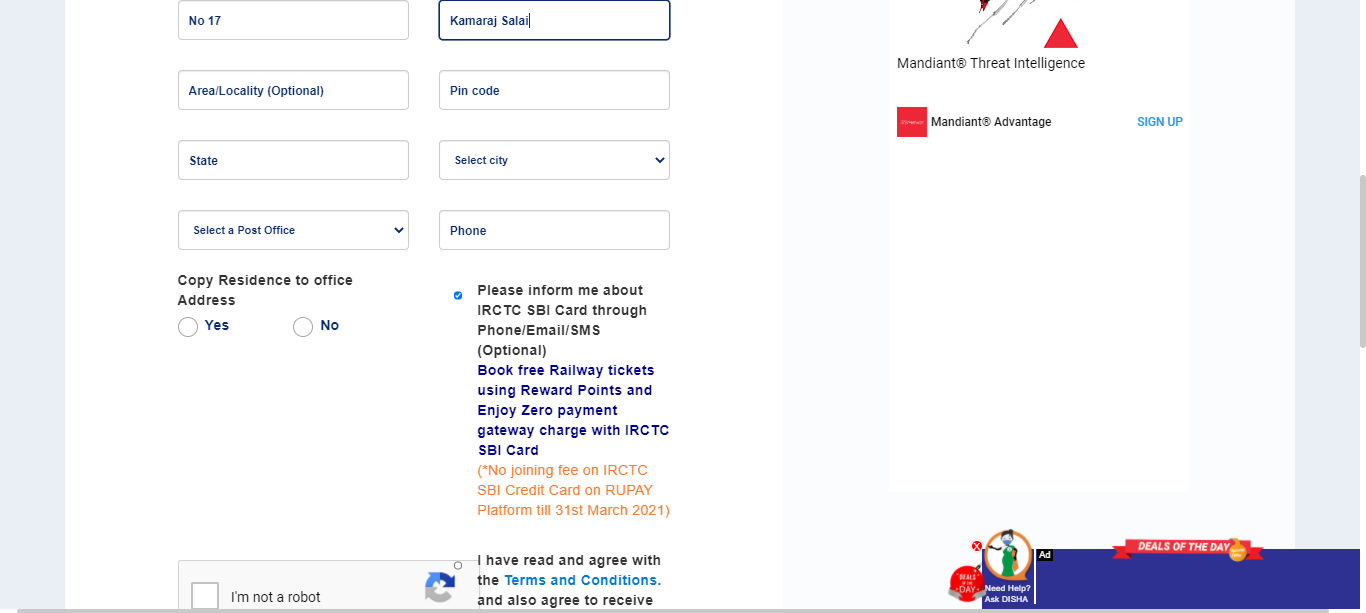 No 17
Kamaraj Salai
Area/Locality (Optional)
Pin code
State
Select city
Select a Post Office
Phone
Copy Residence to office
Address
Yes
No
Please inform me about
IRCTC SBI Card through
Phone/Email/SMS
(Optional)
Book free Railway tickets
using Reward Points and
Enjoy Zero payment
gateway charge with IRCTC
SBI Card
(*No joining fee on IRCTC
SBI Credit Card on RUPAY
Platform till 31st March 2021)
I'm not a robot
I have read and agree with
the Terms and Conditions.
and also agree to receive
Mandiant® Threat Intelligence
Mandiant® Advantage
SIGN UP
X
Ad
DEALS OF THE DAY
"DEALS
OF THE
DAY"
Need Help?
Ask DISHA